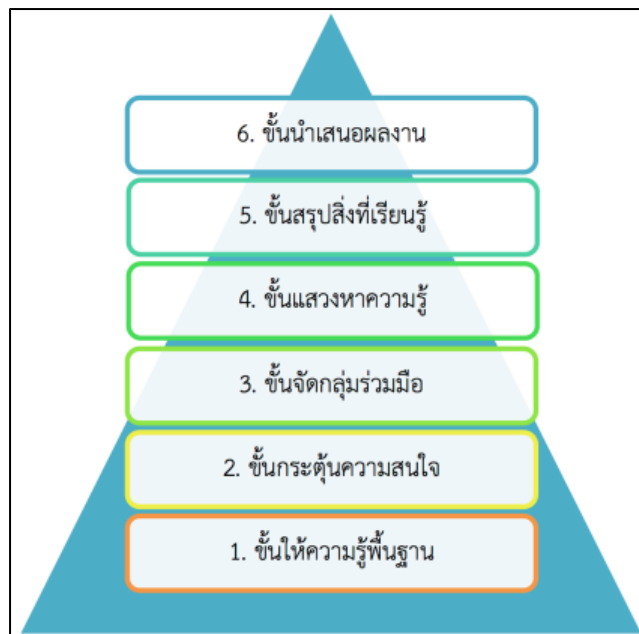 6. ขั้นนำเสนอผลงาน
5. ขั้นสรุปสิ่งที่เรียนรู้
4. ขั้นแสวงหาความรู้
3. ขั้นจัดกลุ่มร่วมมือ
2. ขั้นกระตุ้นความสนใจ
1. ขั้นให้ความรู้พื้นฐาน